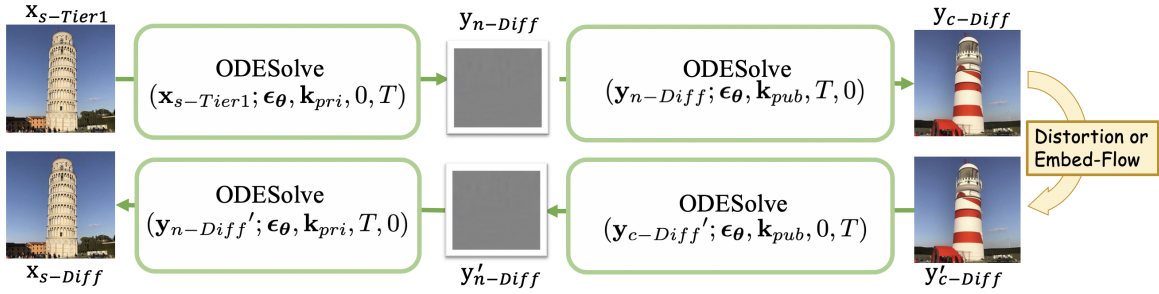 x_{s-Tier1}
ODESolve
(x_{s-Tier1}; ϵ_θ, k_{pri}, 0, T)
y_{n-Diff}
ODESolve
(y_{n-Diff}; ϵ_θ, k_{pub}, T, 0)
y_{c-Diff}
Distortion or
Embed-Flow
ODESolve
(y_{n-Diff}'; ϵ_θ, k_{pri}, T, 0)
ODESolve
(y_{c-Diff}'; ϵ_θ, k_{pub}, 0, T)
x_{s-Diff}
y'_{n-Diff}
y'_{c-Diff}